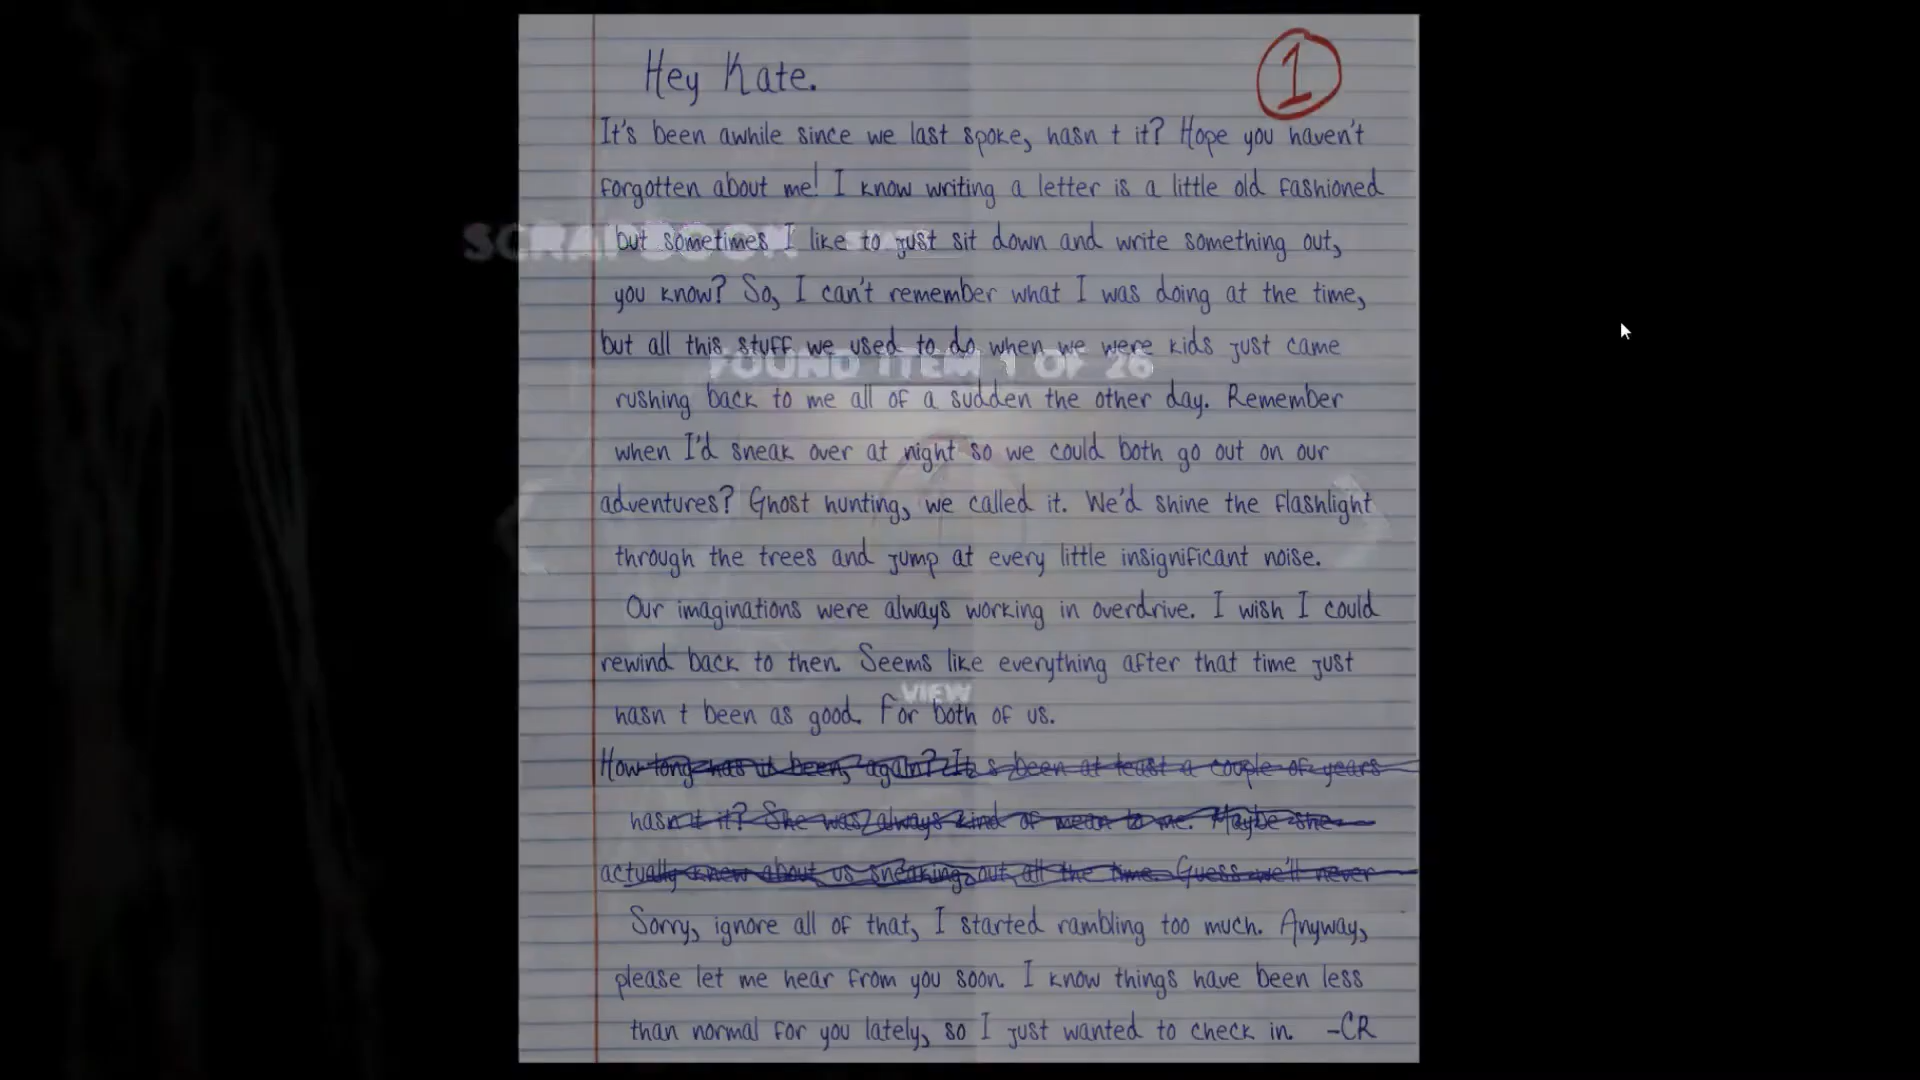 Hey Kate.
1
It's been awhile since we last spoke, hasn t it? Hope you haven't
forgotten about me! I know writing a letter is a little old fashioned
but sometimes I like to just sit down and write something out,
you know? So, I can't remember what I was doing at the time,
but all this stuff we used to do when we were kids just came
FOUND ITEM 1 OF 26
rushing back to me all of a sudden the other day. Remember
when I'd sneak over at night so we could both go out on our
adventures? Ghost hunting, we called it. We'd shine the flashlight
through the trees and jump at every little insignificant noise.
Our imaginations were always working in overdrive. I wish I could
rewind back to then. Seems like everything after that time just
VIEW
hasn t been as good. For both of us.
How long has it been, again? It s been at least a couple of years
hasn t it? She was always kind of mean to me. Maybe she
actually knew about us sneaking out all the time. Guess we'll never
Sorry, ignore all of that, I started rambling too much. Anyway,
please let me hear from you soon. I know things have been less
than normal for you lately, so I just wanted to check in. -CR